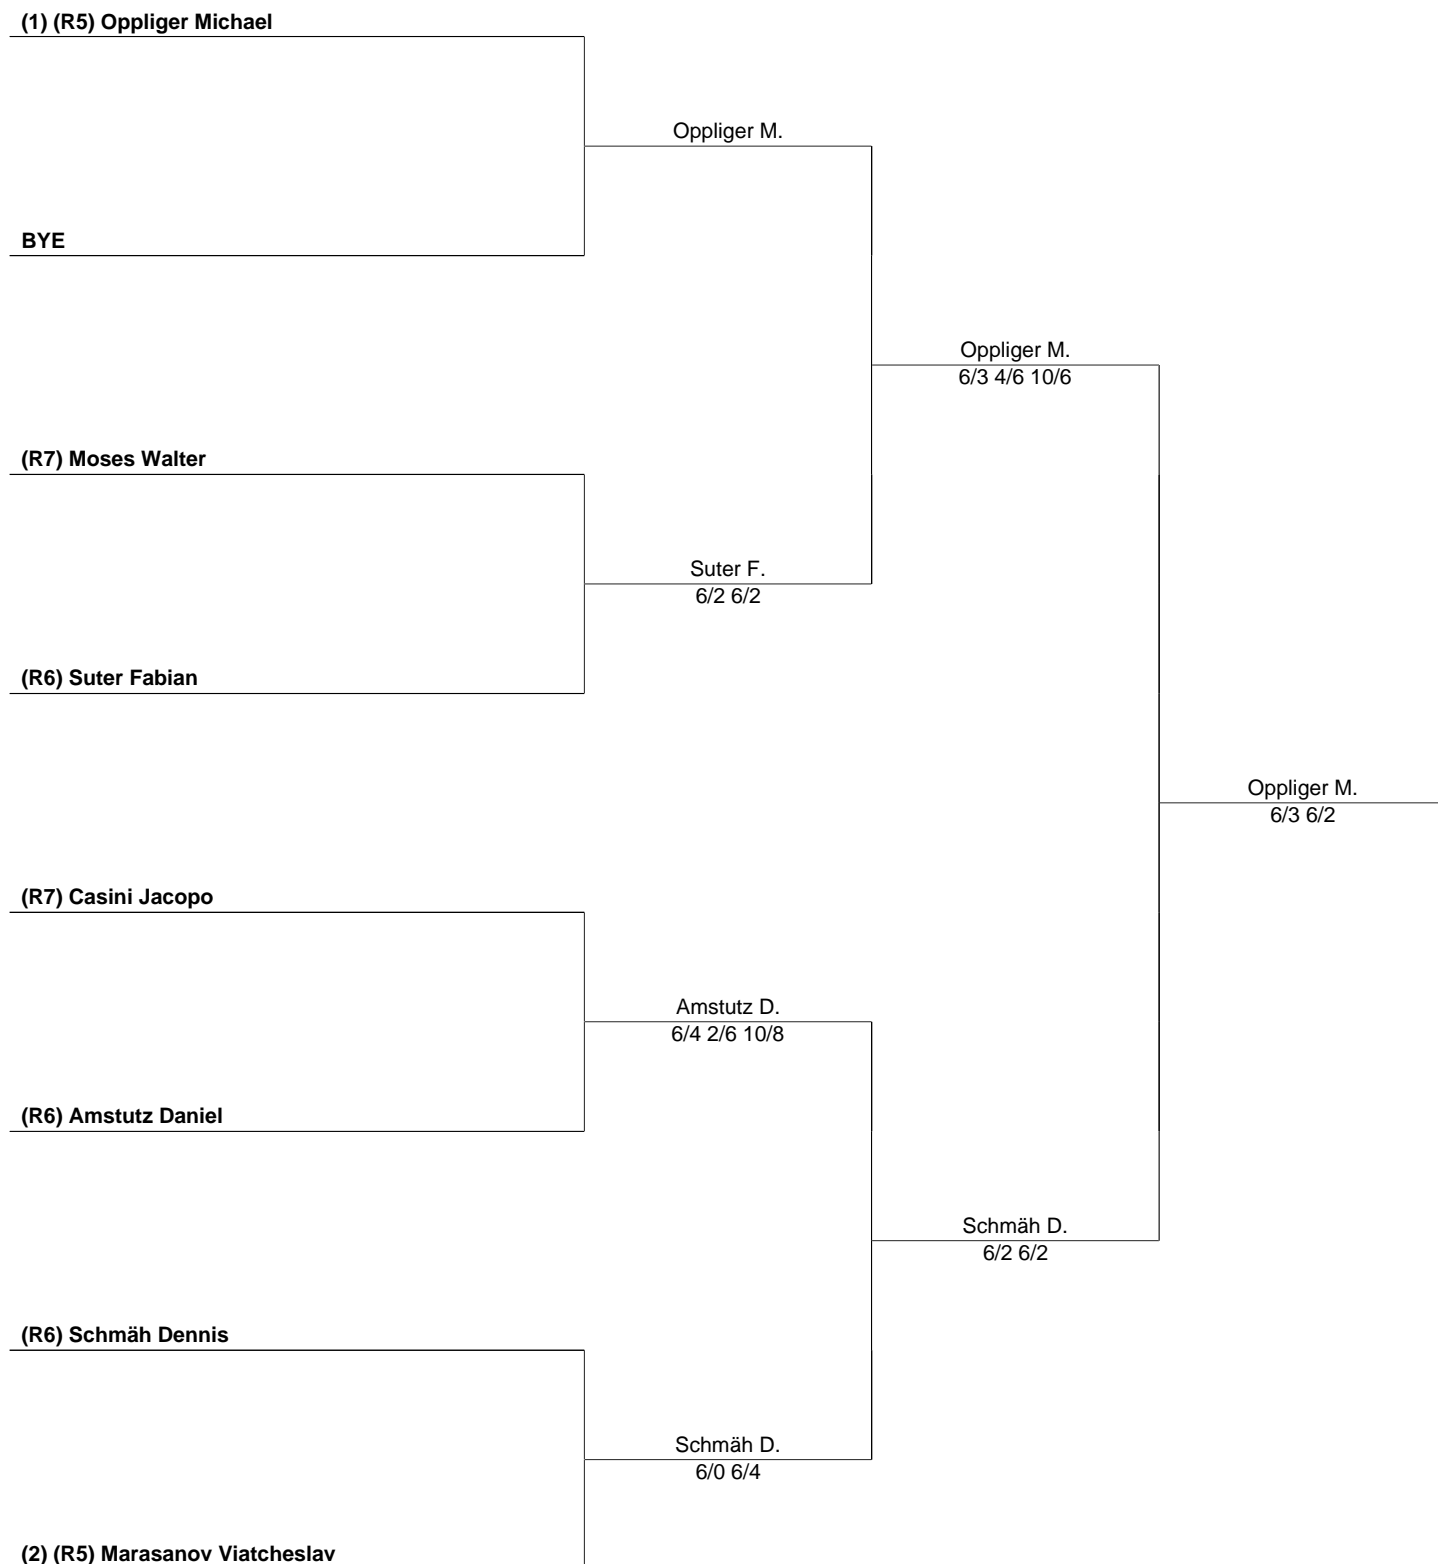 (1) (R5) Oppliger Michael
Oppliger M.
BYE
Oppliger M.
6/3 4/6 10/6
(R7) Moses Walter
Suter F.
6/2 6/2
(R6) Suter Fabian
Oppliger M.
6/3 6/2
(R7) Casini Jacopo
Amstutz D.
6/4 2/6 10/8
(R6) Amstutz Daniel
Schmäh D.
6/2 6/2
(R6) Schmäh Dennis
Schmäh D.
6/0 6/4
(2) (R5) Marasanov Viatcheslav